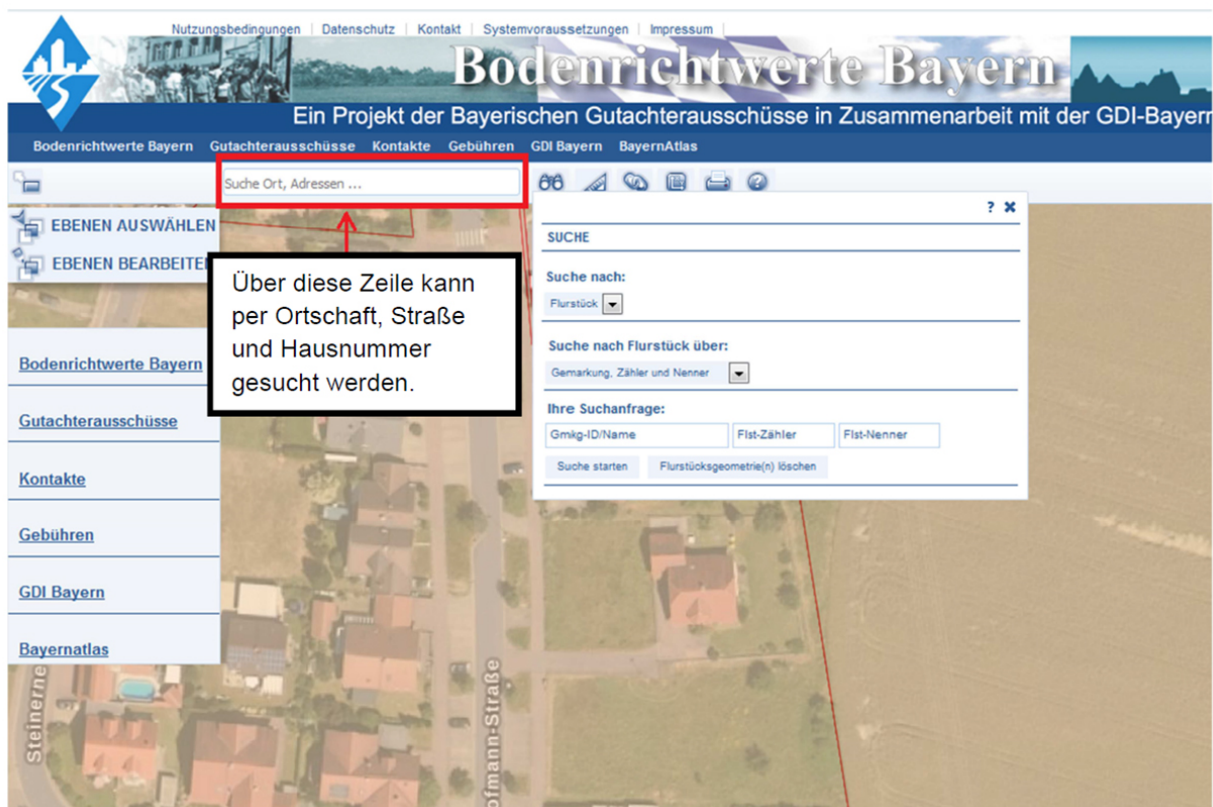 Nutzungsbedingungen | Datenschutz | Kontakt | Systemvoraussetzungen | Impressum |
Bodenrichtwerte Bayern
Ein Projekt der Bayerischen Gutachterausschüsse in Zusammenarbeit mit der GDI-Bayern
Bodenrichtwerte Bayern Gutachterausschüsse Kontakte Gebühren GDI Bayern BayernAtlas
Suche Ort, Adressen ...
EBENEN AUSWÄHLEN
EBENEN BEARBEITEN
Über diese Zeile kann
per Ortschaft, Straße
und Hausnummer
gesucht werden.
? ✖
SUCHE
Suche nach:
Flurstück
Suche nach Flurstück über:
Gemarkung, Zähler und Nenner
Ihre Suchanfrage:
Gmkg-ID/Name Flst-Zähler Flst-Nenner
Suche starten Flurstücksgeometrie(n) löschen
Bodenrichtwerte Bayern
Gutachterausschüsse
Kontakte
Gebühren
GDI Bayern
Bayernatlas
Steinerne
ofmann-Straße